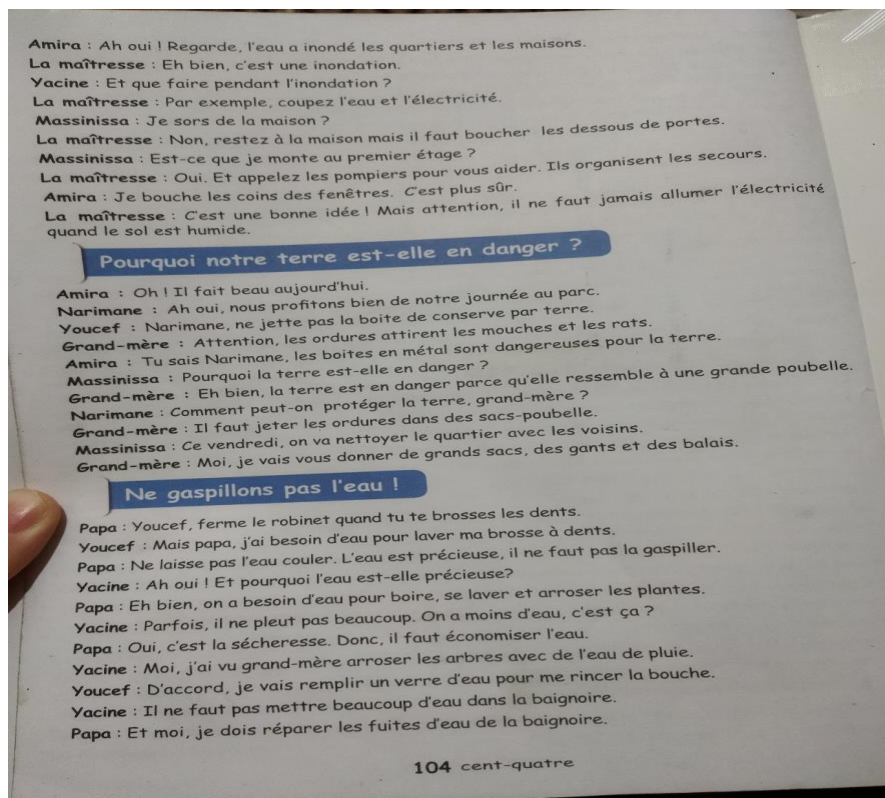 Amira : Ah oui ! Regarde, l'eau a inondé les quartiers et les maisons.
La maîtresse : Eh bien, c'est une inondation.
Yacine : Et que faire pendant l'inondation ?
La maîtresse : Par exemple, coupez l'eau et l'électricité.
Massinissa : Je sors de la maison ?
La maîtresse : Non, restez à la maison mais il faut boucher les dessous de portes.
Massinissa : Est-ce que je monte au premier étage ?
La maîtresse : Oui. Et appelez les pompiers pour vous aider. Ils organisent les secours.
Amira : Je bouche les coins des fenêtres. C'est plus sûr.
La maîtresse : C'est une bonne idée ! Mais attention, il ne faut jamais allumer l'électricité
quand le sol est humide.
Pourquoi notre terre est-elle en danger ?
Amira : Oh ! Il fait beau aujourd'hui.
Narimane : Ah oui, nous profitons bien de notre journée au parc.
Youcef : Narimane, ne jette pas la boite de conserve par terre.
Grand-mère : Attention, les ordures attirent les mouches et les rats.
Amira : Tu sais Narimane, les boites en métal sont dangereuses pour la terre.
Massinissa : Pourquoi la terre est-elle en danger ?
Grand-mère : Eh bien, la terre est en danger parce qu'elle ressemble à une grande poubelle.
Narimane : Comment peut-on protéger la terre, grand-mère ?
Grand-mère : Il faut jeter les ordures dans des sacs-poubelle.
Massinissa : Ce vendredi, on va nettoyer le quartier avec les voisins.
Grand-mère : Moi, je vais vous donner de grands sacs, des gants et des balais.
Ne gaspillons pas l'eau !
Papa : Youcef, ferme le robinet quand tu te brosses les dents.
Youcef : Mais papa, j'ai besoin d'eau pour laver ma brosse à dents.
Papa : Ne laisse pas l'eau couler. L'eau est précieuse, il ne faut pas la gaspiller.
Yacine : Ah oui ! Et pourquoi l'eau est-elle précieuse?
Papa : Eh bien, on a besoin d'eau pour boire, se laver et arroser les plantes.
Yacine : Parfois, il ne pleut pas beaucoup. On a moins d'eau, c'est ça ?
Papa : Oui, c'est la sécheresse. Donc, il faut économiser l'eau.
Yacine : Moi, j'ai vu grand-mère arroser les arbres avec de l'eau de pluie.
Youcef : D'accord, je vais remplir un verre d'eau pour me rincer la bouche.
Yacine : Il ne faut pas mettre beaucoup d'eau dans la baignoire.
Papa : Et moi, je dois réparer les fuites d'eau de la baignoire.
104 cent-quatre